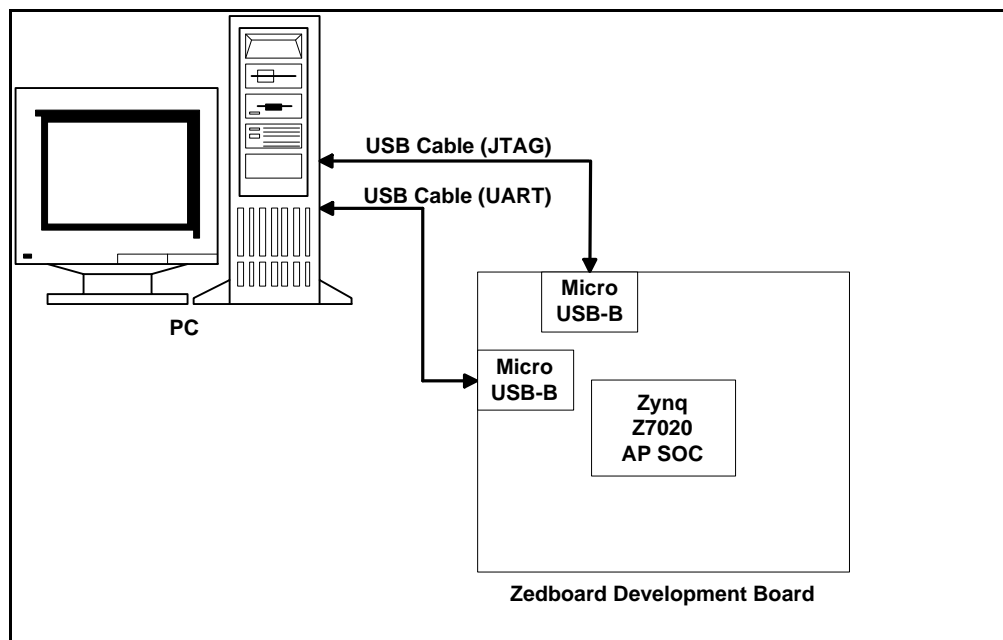 USB Cable (JTAG)
USB Cable (UART)
PC
Micro
USB-B
Micro
USB-B
Zynq
Z7020
AP SOC
Zedboard Development Board